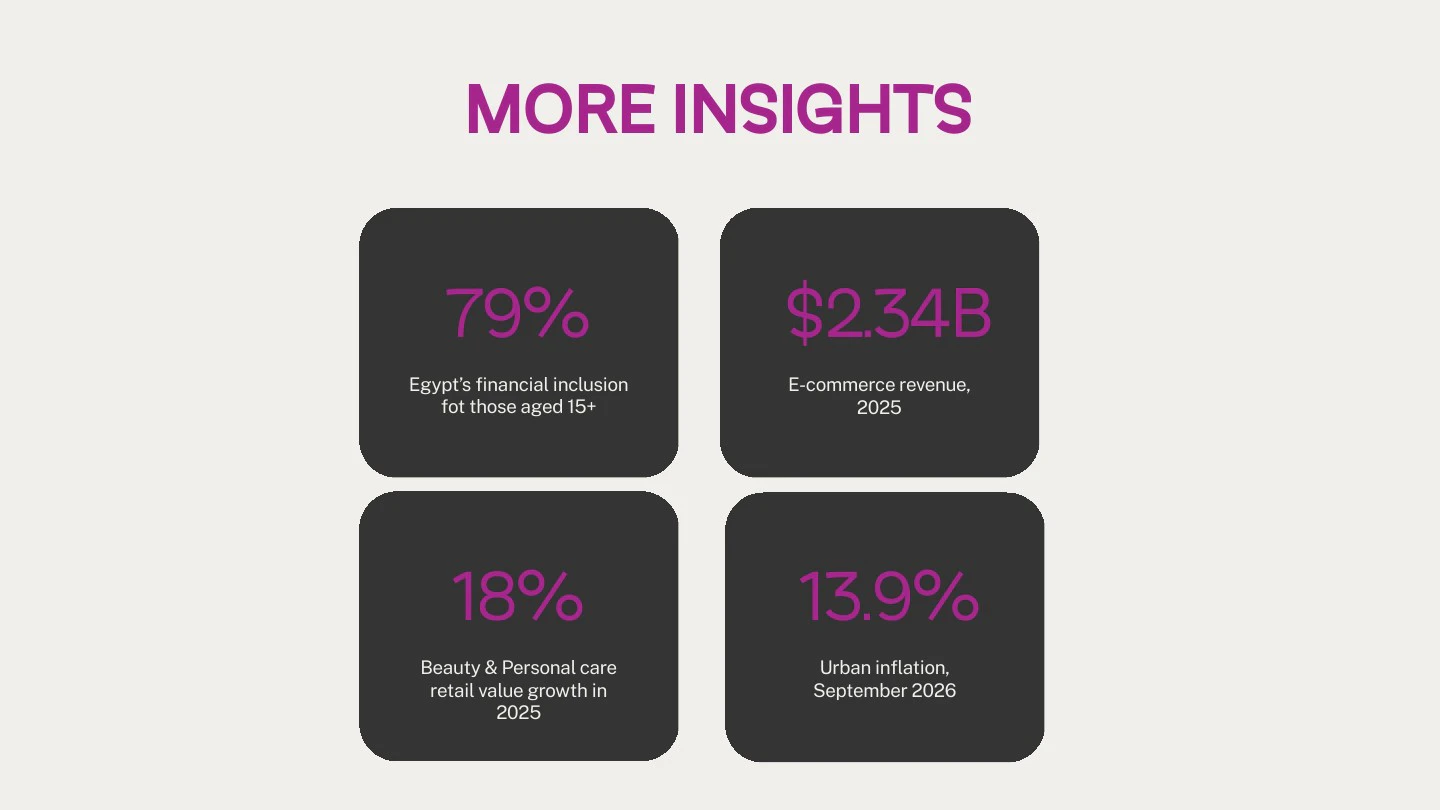 MORE INSIGHTS
79%
Egypt’s financial inclusion
fot those aged 15+
$2.34B
E-commerce revenue,
2025
18%
Beauty & Personal care
retail value growth in
2025
13.9%
Urban inflation,
September 2026